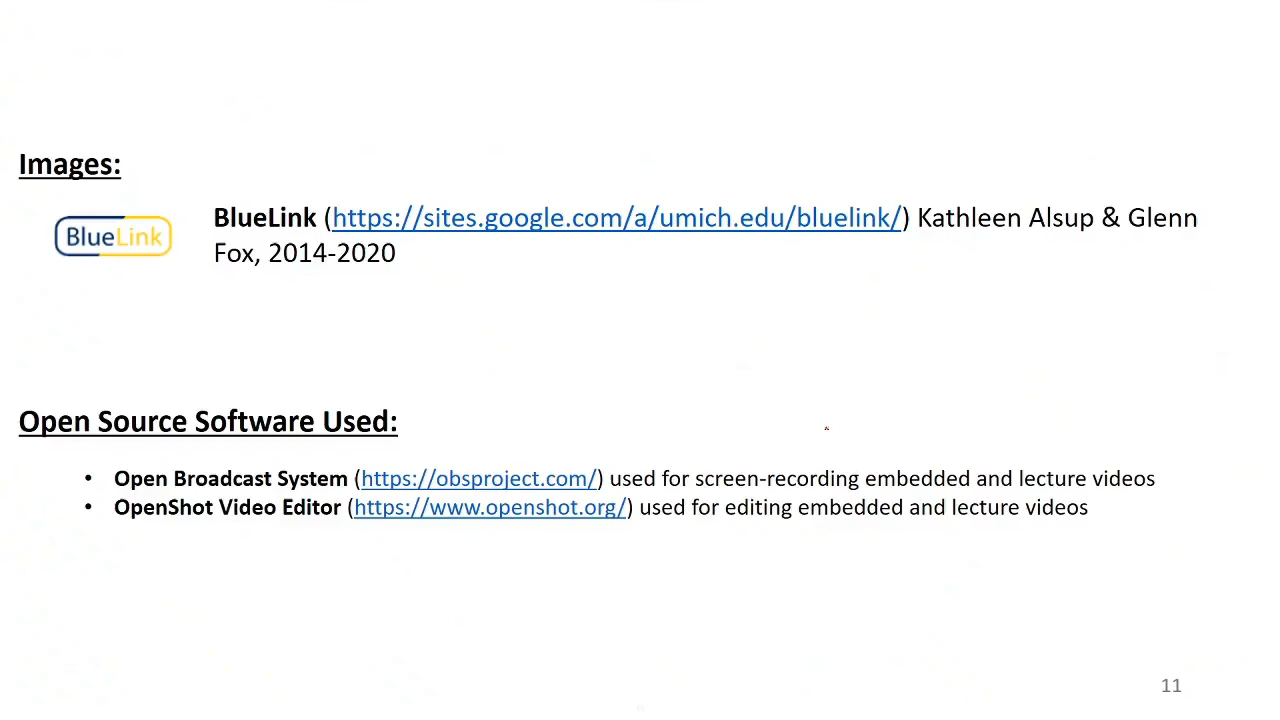 Images:
BlueLink
BlueLink (https://sites.google.com/a/umich.edu/bluelink/) Kathleen Alsup & Glenn
Fox, 2014-2020
Open Source Software Used:
• Open Broadcast System (https://obsproject.com/) used for screen-recording embedded and lecture videos
• OpenShot Video Editor (https://www.openshot.org/) used for editing embedded and lecture videos
11